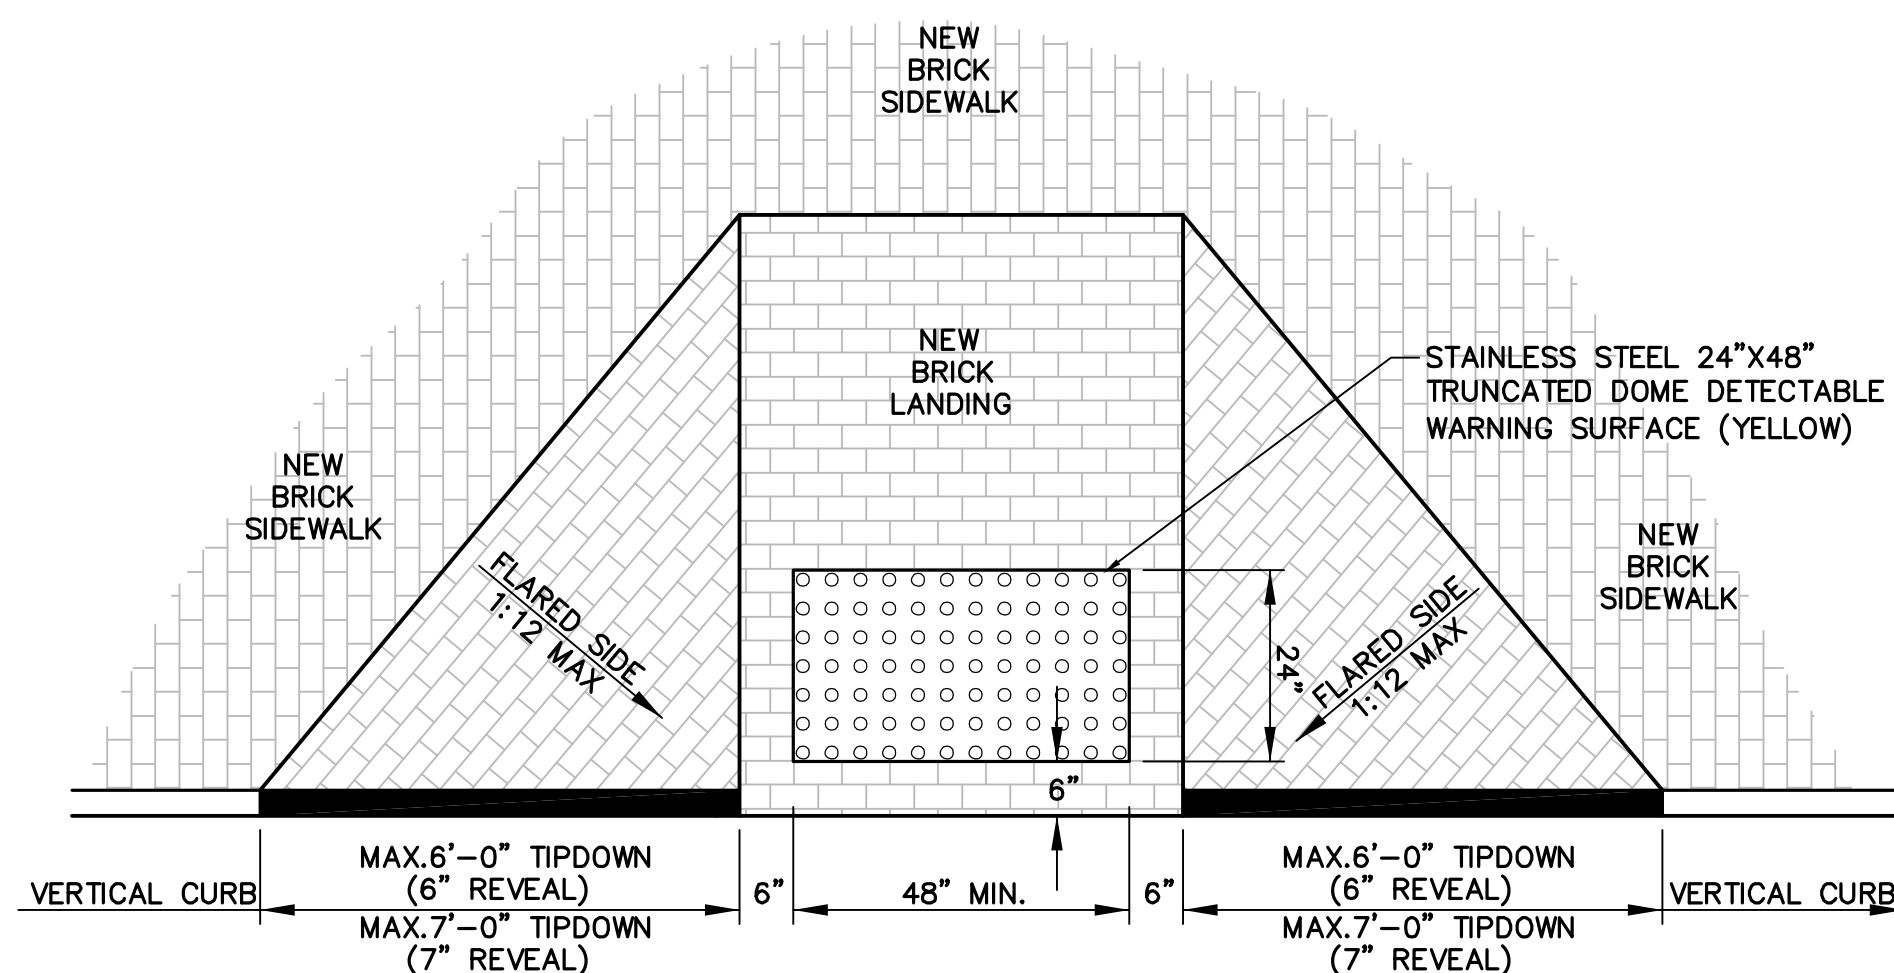 NEW
BRICK
SIDEWALK
NEW
BRICK
LANDING
STAINLESS STEEL 24”X48”
TRUNCATED DOME DETECTABLE
WARNING SURFACE (YELLOW)
NEW
BRICK
SIDEWALK
NEW
BRICK
SIDEWALK
FLARED SIDE
1:12 MAX
24”
FLARED SIDE
1:12 MAX
6”
VERTICAL CURB
MAX.6’-0” TIPDOWN
(6” REVEAL)
MAX.7’-0” TIPDOWN
(7” REVEAL)
6”
48” MIN.
6”
MAX.6’-0” TIPDOWN
(6” REVEAL)
MAX.7’-0” TIPDOWN
(7” REVEAL)
VERTICAL CURB